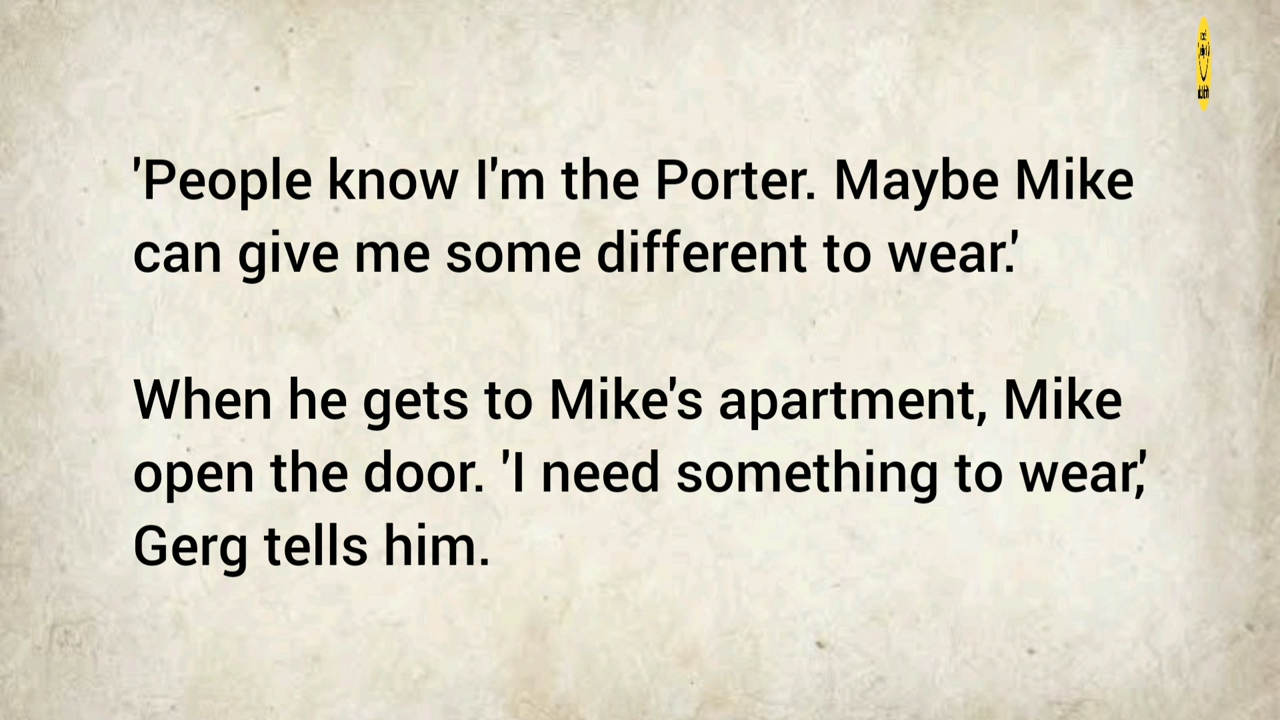 'People know I'm the Porter. Maybe Mike
can give me some different to wear.'
When he gets to Mike's apartment, Mike
open the door. 'I need something to wear,'
Gerg tells him.